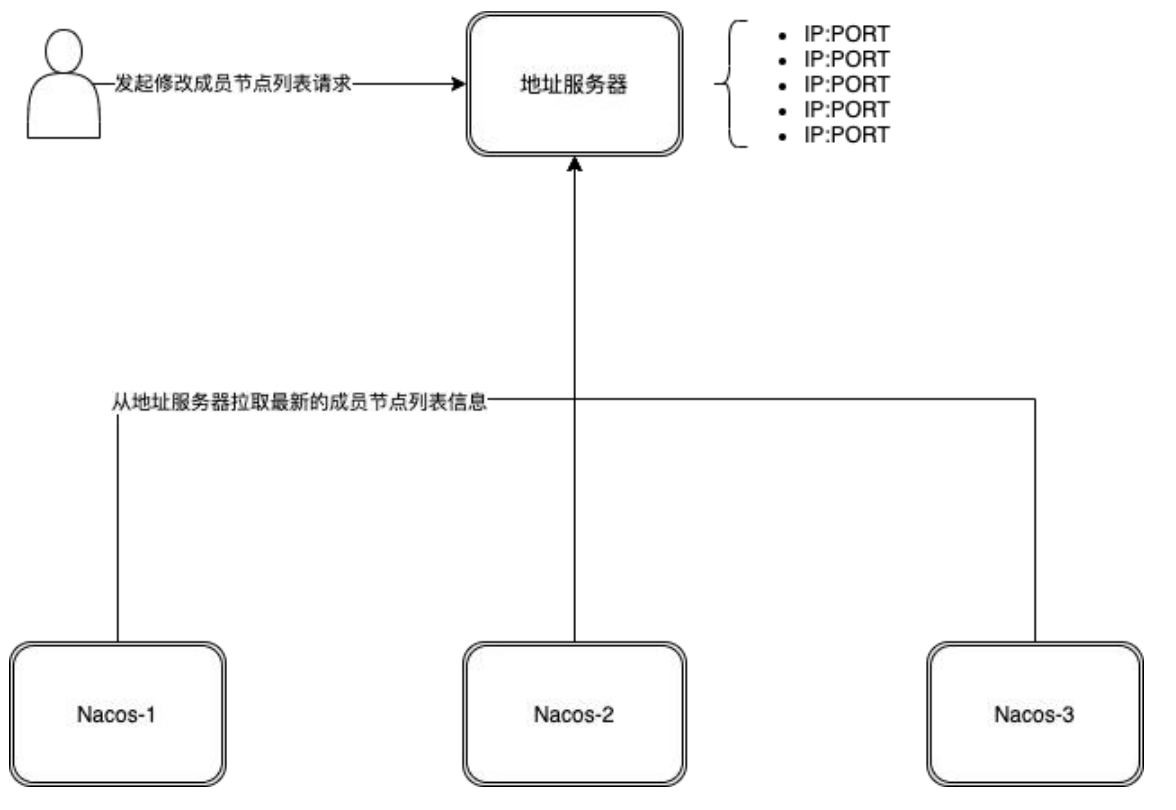 发起修改成员节点列表请求
地址服务器
IP:PORT
IP:PORT
IP:PORT
IP:PORT
IP:PORT
从地址服务器拉取最新的成员节点列表信息
Nacos-1
Nacos-2
Nacos-3